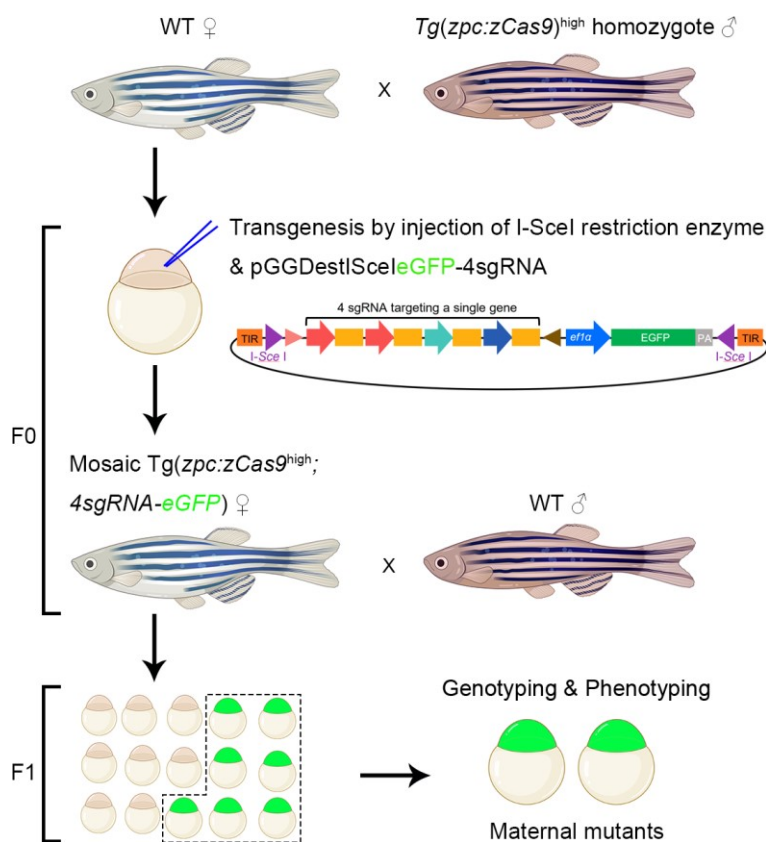 WT ♀
Tg(zpc:zCas9)high homozygote ♂
X
F0
Transgenesis by injection of I-SceI restriction enzyme
& pGGDestISceIeGFP-4sgRNA
4 sgRNA targeting a single gene
TIR
I-Sce I
ef1α
EGFP
PA
I-Sce I
TIR
Mosaic Tg(zpc:zCas9high;
4sgRNA-eGFP) ♀
WT ♂
X
F1
Genotyping & Phenotyping
Maternal mutants